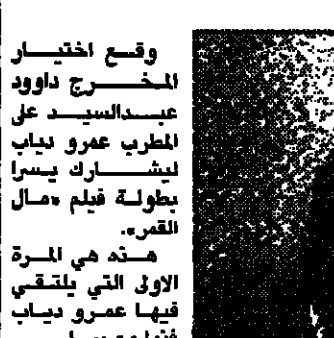 وقع اختيار
المخرج داوود
عبدالسيد على
المطرب عمرو دياب
ليشارك يسرا
بطولة فيلم «مال
القمر».
هذه هي المرة
الاولى التي يلتقي
فيها عمرو دياب